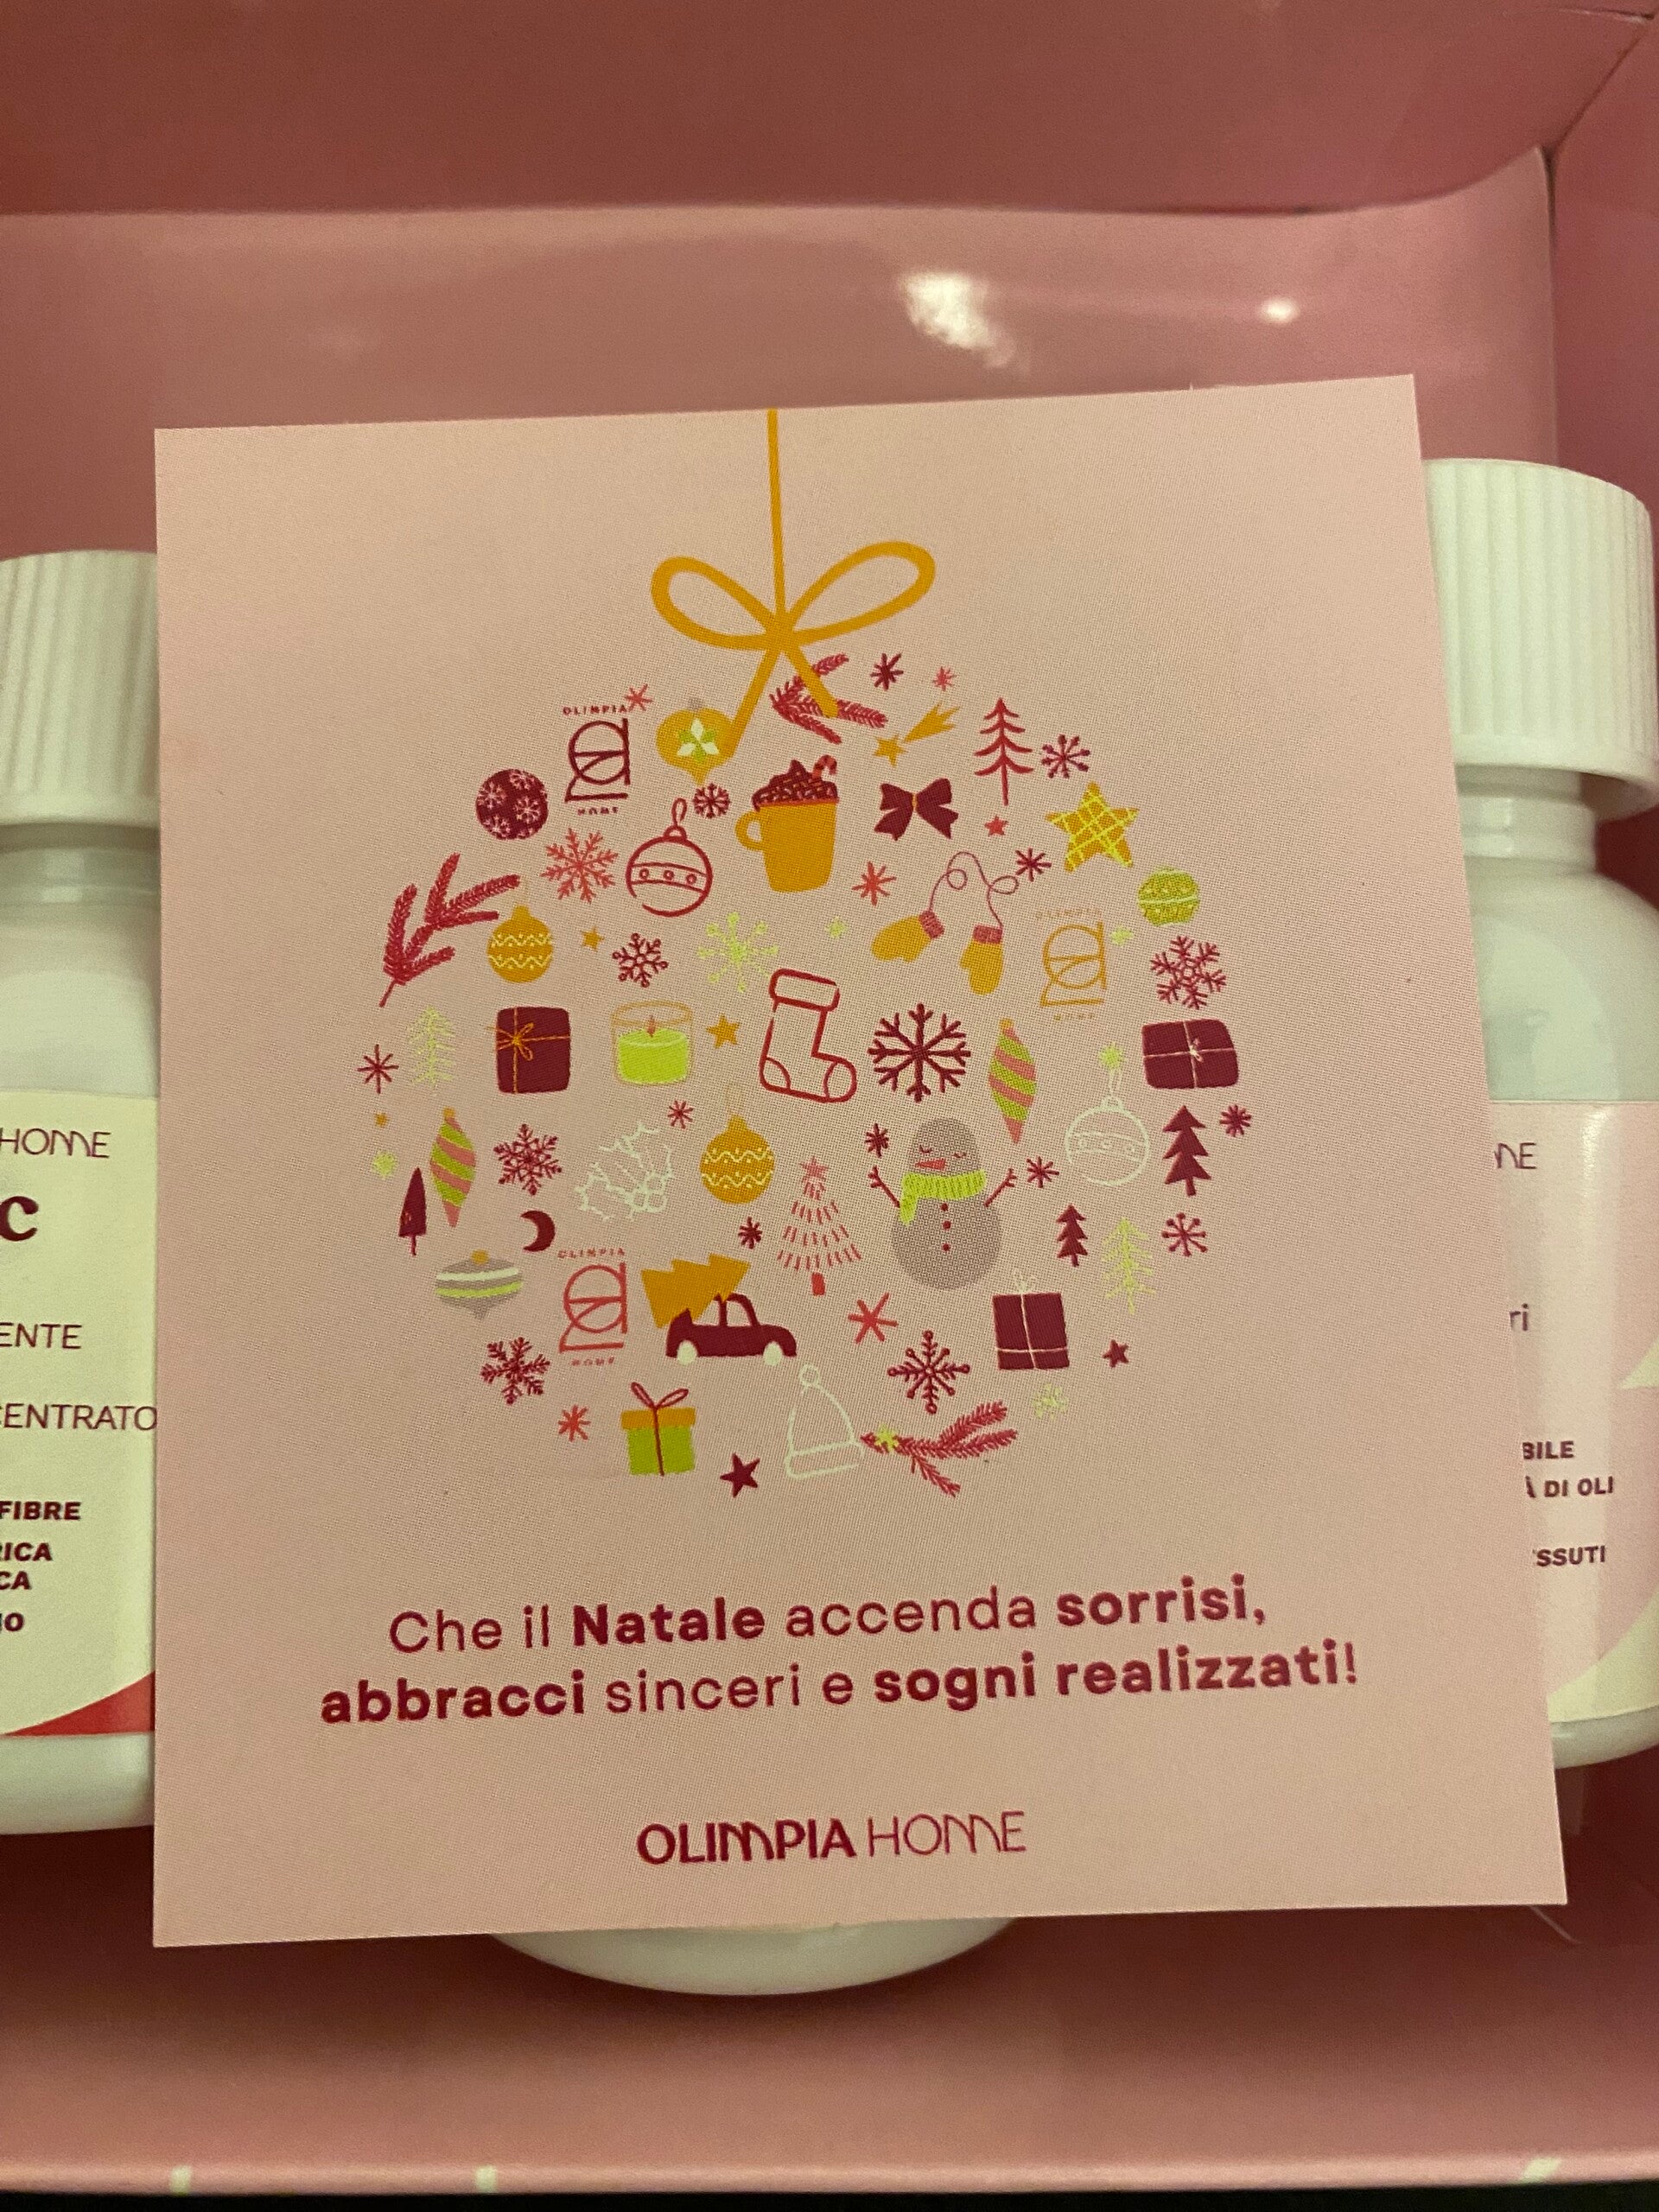 OLIMPIA
HOME
OLIMPIA
HOME
OLIMPIA
HOME
Che il Natale accenda sorrisi,
abbracci sinceri e sogni realizzati!
OLIMPIA HOME
HOME
C
ENTE
CENTRATO
FIBRE
RICA
CA
IO
ME
ri
BILE
À DI OLI
SSUTI